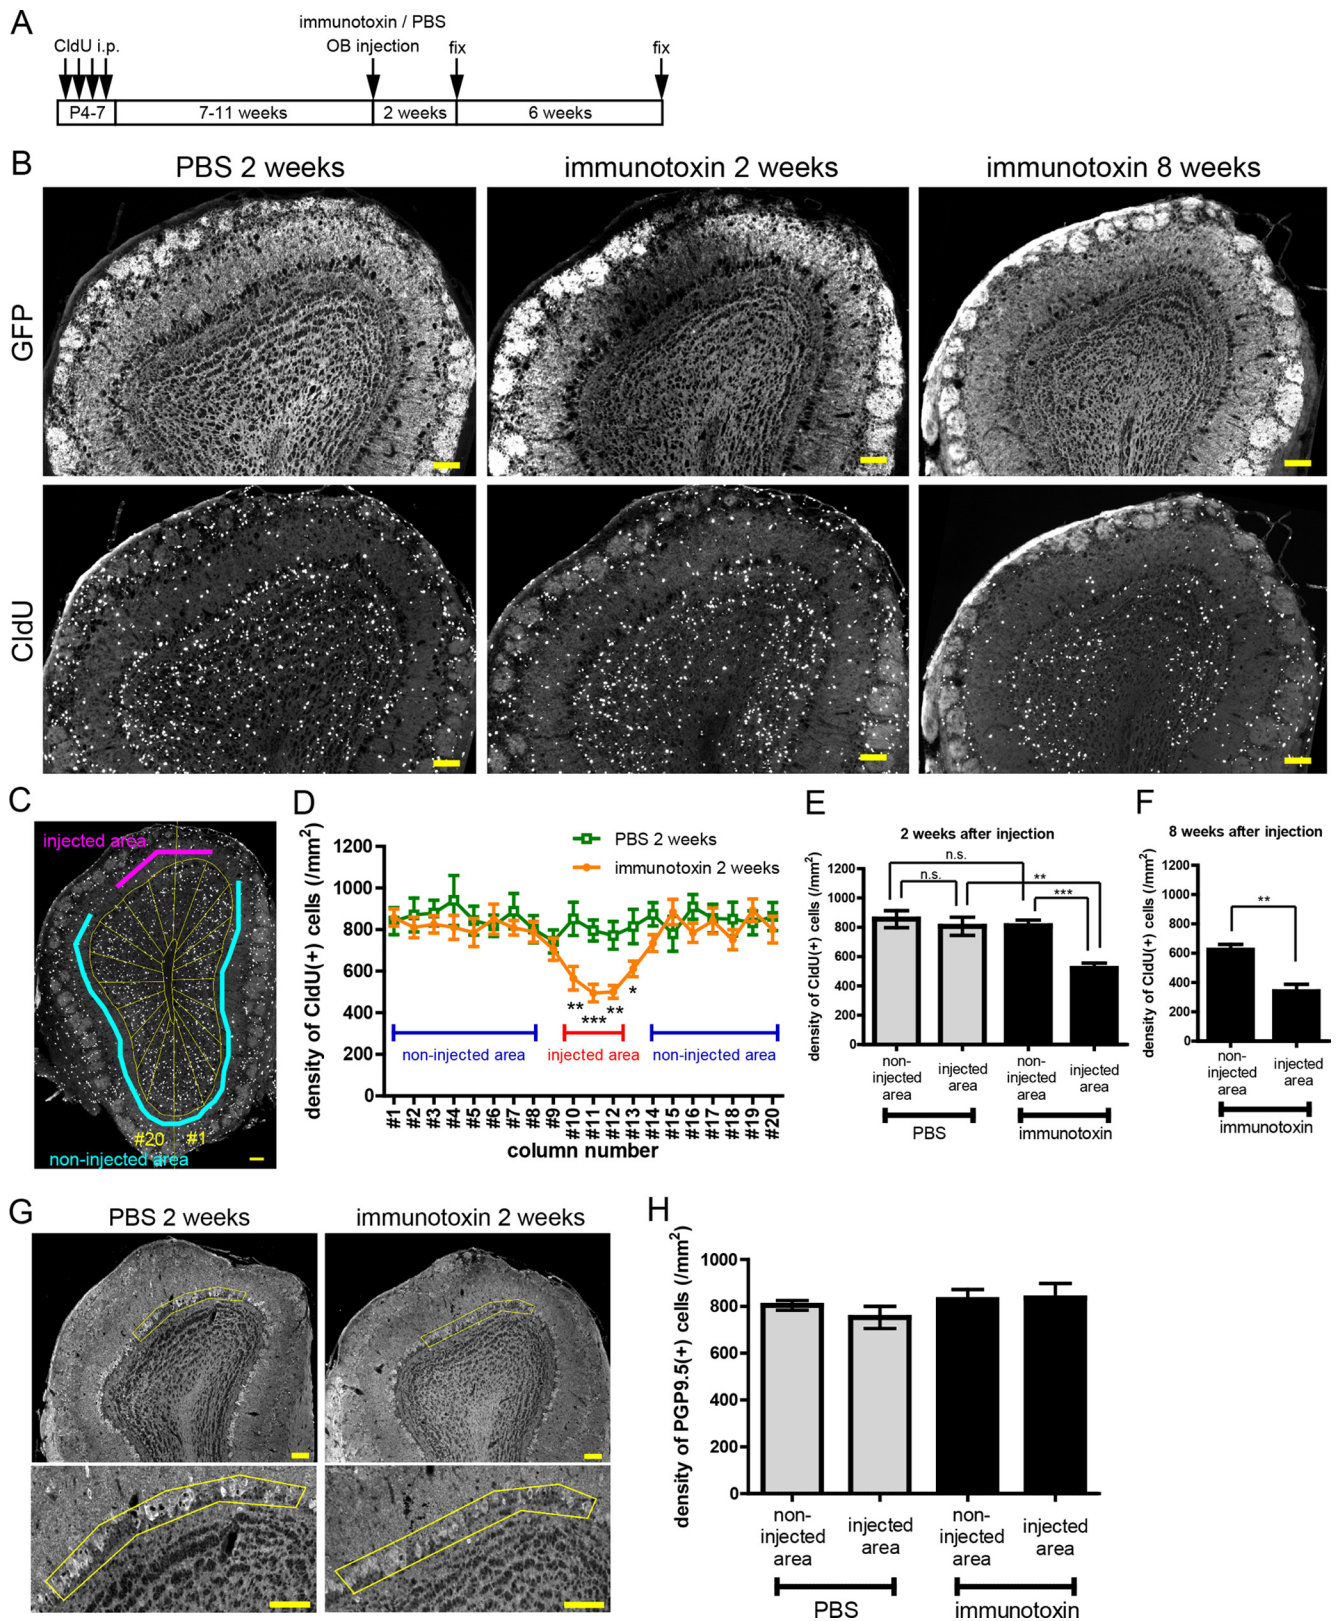 A
immunotoxin / PBS
CldU i.p.
OB injection
fix
fix
P4-7
7-11 weeks
2 weeks
6 weeks
B
PBS 2 weeks
immunotoxin 2 weeks
immunotoxin 8 weeks
GFP
CldU
C
injected area
#20
#1
non-injected area
D
density of CldU(+) cells (/mm²)
1200
1000
800
600
400
200
0
PBS 2 weeks
immunotoxin 2 weeks
**
***
**
*
non-injected area
injected area
non-injected area
#1
#2
#3
#4
#5
#6
#7
#8
#9
#10
#11
#12
#13
#14
#15
#16
#17
#18
#19
#20
column number
E
2 weeks after injection
density of CldU(+) cells (/mm²)
1200
1000
800
600
400
200
0
n.s.
n.s.
**
***
non-
injected
area
injected
area
non-
injected
area
injected
area
PBS
immunotoxin
F
8 weeks after injection
density of CldU(+) cells (/mm²)
1200
1000
800
600
400
200
0
**
non-
injected
area
injected
area
immunotoxin
G
PBS 2 weeks
immunotoxin 2 weeks
H
density of PGP9.5(+) cells (/mm²)
1000
800
600
400
200
0
non-
injected
area
injected
area
non-
injected
area
injected
area
PBS
immunotoxin